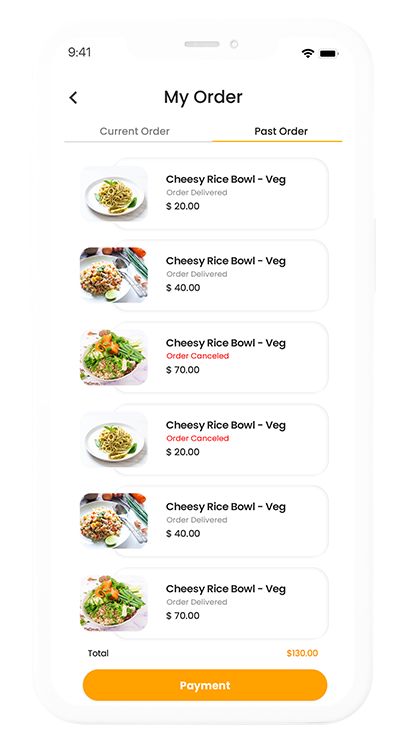 9:41
My Order
Current Order
Past Order
Cheesy Rice Bowl - Veg
Order Delivered
$ 20.00
Cheesy Rice Bowl - Veg
Order Delivered
$ 40.00
Cheesy Rice Bowl - Veg
Order Canceled
$ 70.00
Cheesy Rice Bowl - Veg
Order Canceled
$ 20.00
Cheesy Rice Bowl - Veg
Order Delivered
$ 40.00
Cheesy Rice Bowl - Veg
Order Delivered
$ 70.00
Total $130.00
Payment